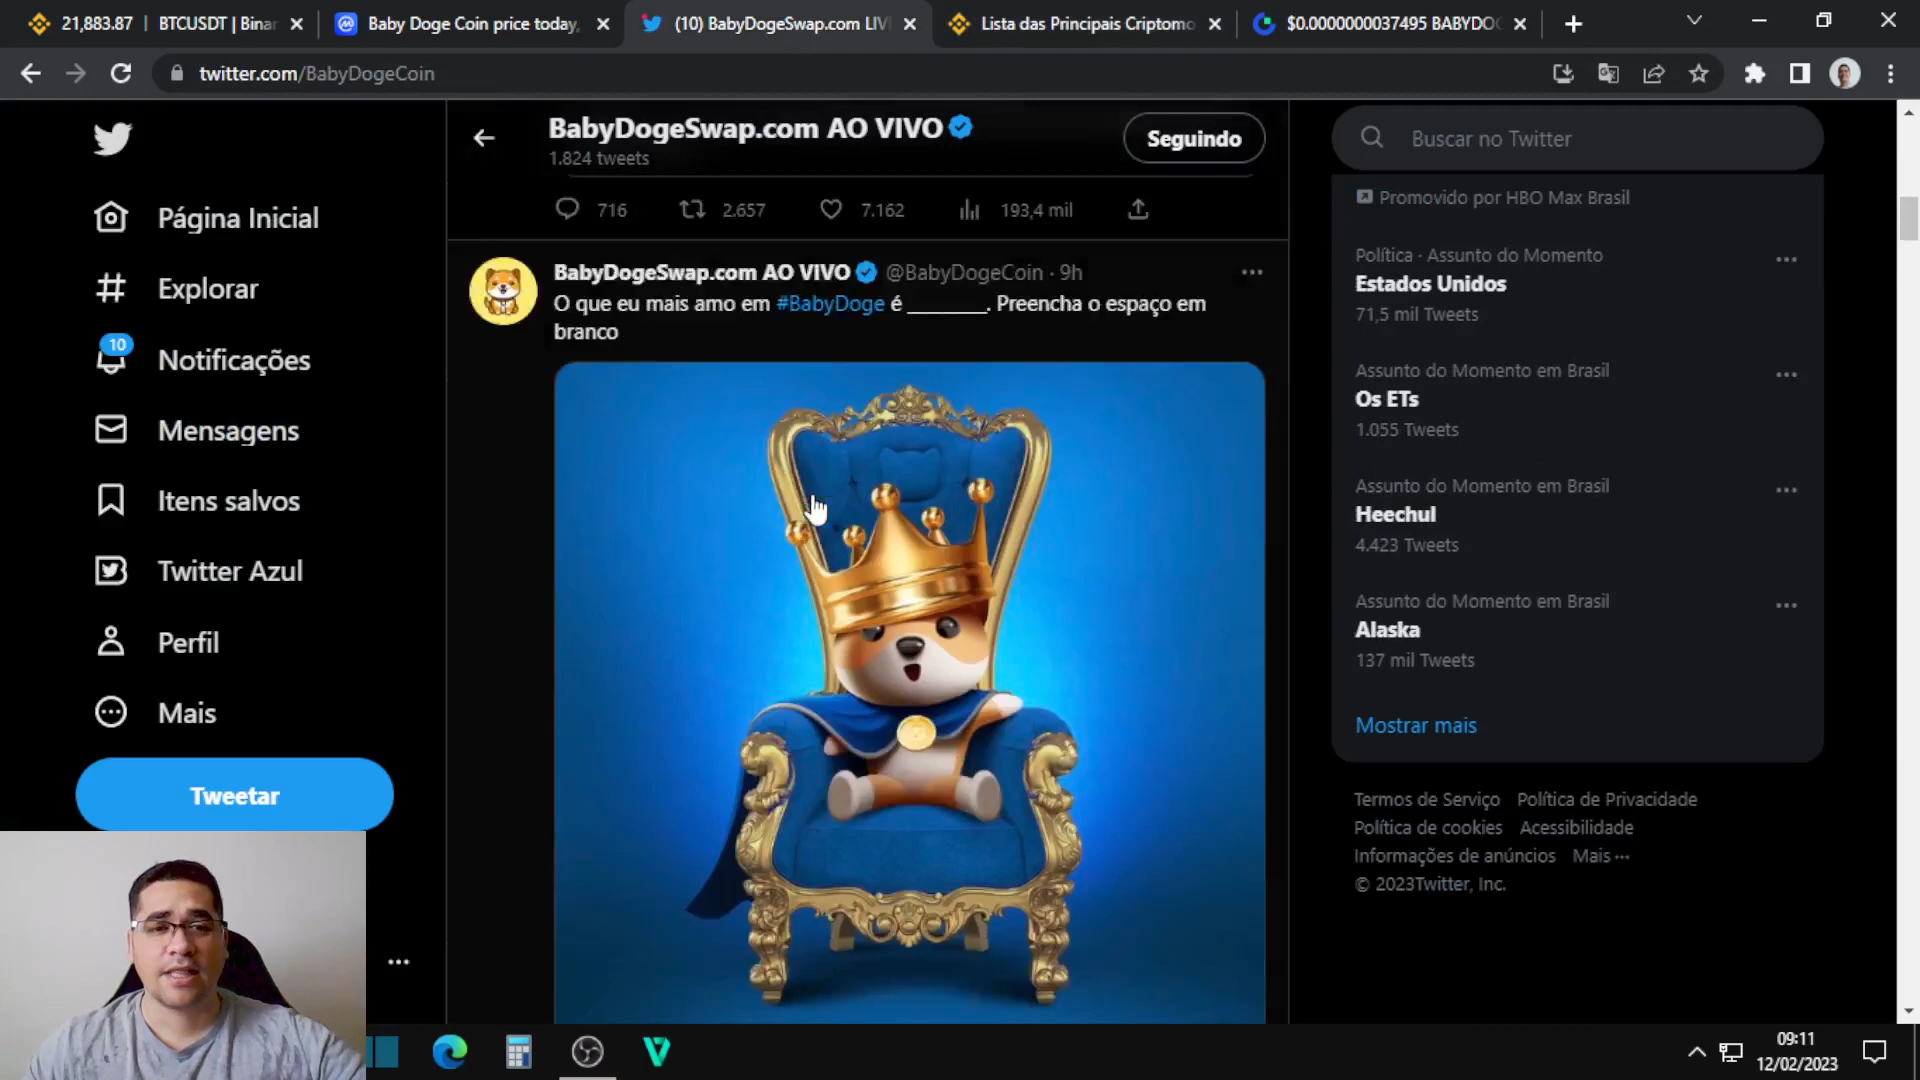 21,883.87 | BTCUSDT | Binan
Baby Doge Coin price today,
(10) BabyDogeSwap.com LIV
Lista das Principais Criptomo
$0.0000000037495 BABYDO
twitter.com/BabyDogeCoin
BabyDogeSwap.com AO VIVO
1.824 tweets
Seguindo
Buscar no Twitter
716 2.657 7.162 193,4 mil
BabyDogeSwap.com AO VIVO @BabyDogeCoin · 9h
O que eu mais amo em #BabyDoge é ________. Preencha o espaço em
branco
Página Inicial
Explorar
10
Notificações
Mensagens
Itens salvos
Twitter Azul
Perfil
Mais
Tweetar
Promovido por HBO Max Brasil
Política · Assunto do Momento
Estados Unidos
71,5 mil Tweets
Assunto do Momento em Brasil
Os ETs
1.055 Tweets
Assunto do Momento em Brasil
Heechul
4.423 Tweets
Assunto do Momento em Brasil
Alaska
137 mil Tweets
Mostrar mais
Termos de Serviço Política de Privacidade
Política de cookies Acessibilidade
Informações de anúncios Mais ···
© 2023Twitter, Inc.
09:11
12/02/2023